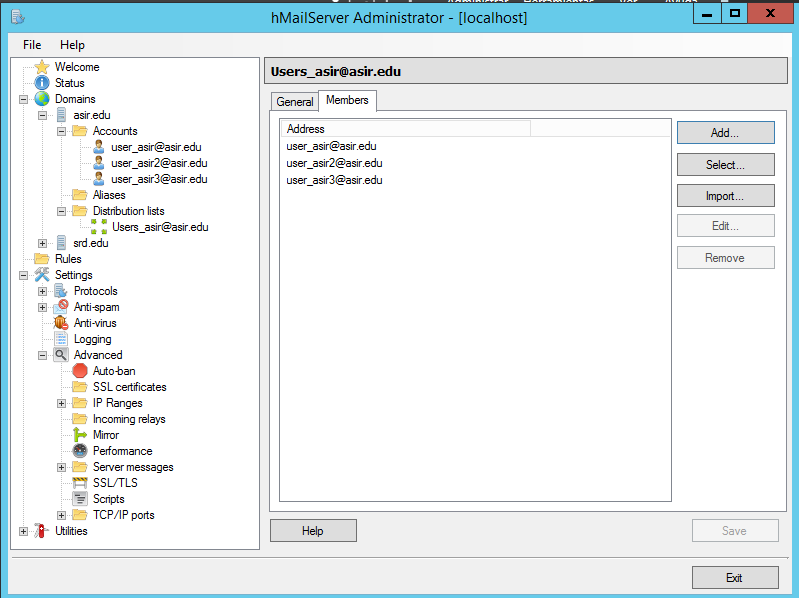 hMailServer Administrator - [localhost]
File Help
Welcome
Status
Domains
asir.edu
Accounts
user_asir@asir.edu
user_asir2@asir.edu
user_asir3@asir.edu
Aliases
Distribution lists
Users_asir@asir.edu
srd.edu
Rules
Settings
Protocols
Anti-spam
Anti-virus
Logging
Advanced
Auto-ban
SSL certificates
IP Ranges
Incoming relays
Mirror
Performance
Server messages
SSL/TLS
Scripts
TCP/IP ports
Utilities
Users_asir@asir.edu
General Members
Address
user_asir@asir.edu
user_asir2@asir.edu
user_asir3@asir.edu
Add...
Select...
Import...
Edit...
Remove
Help
Save
Exit